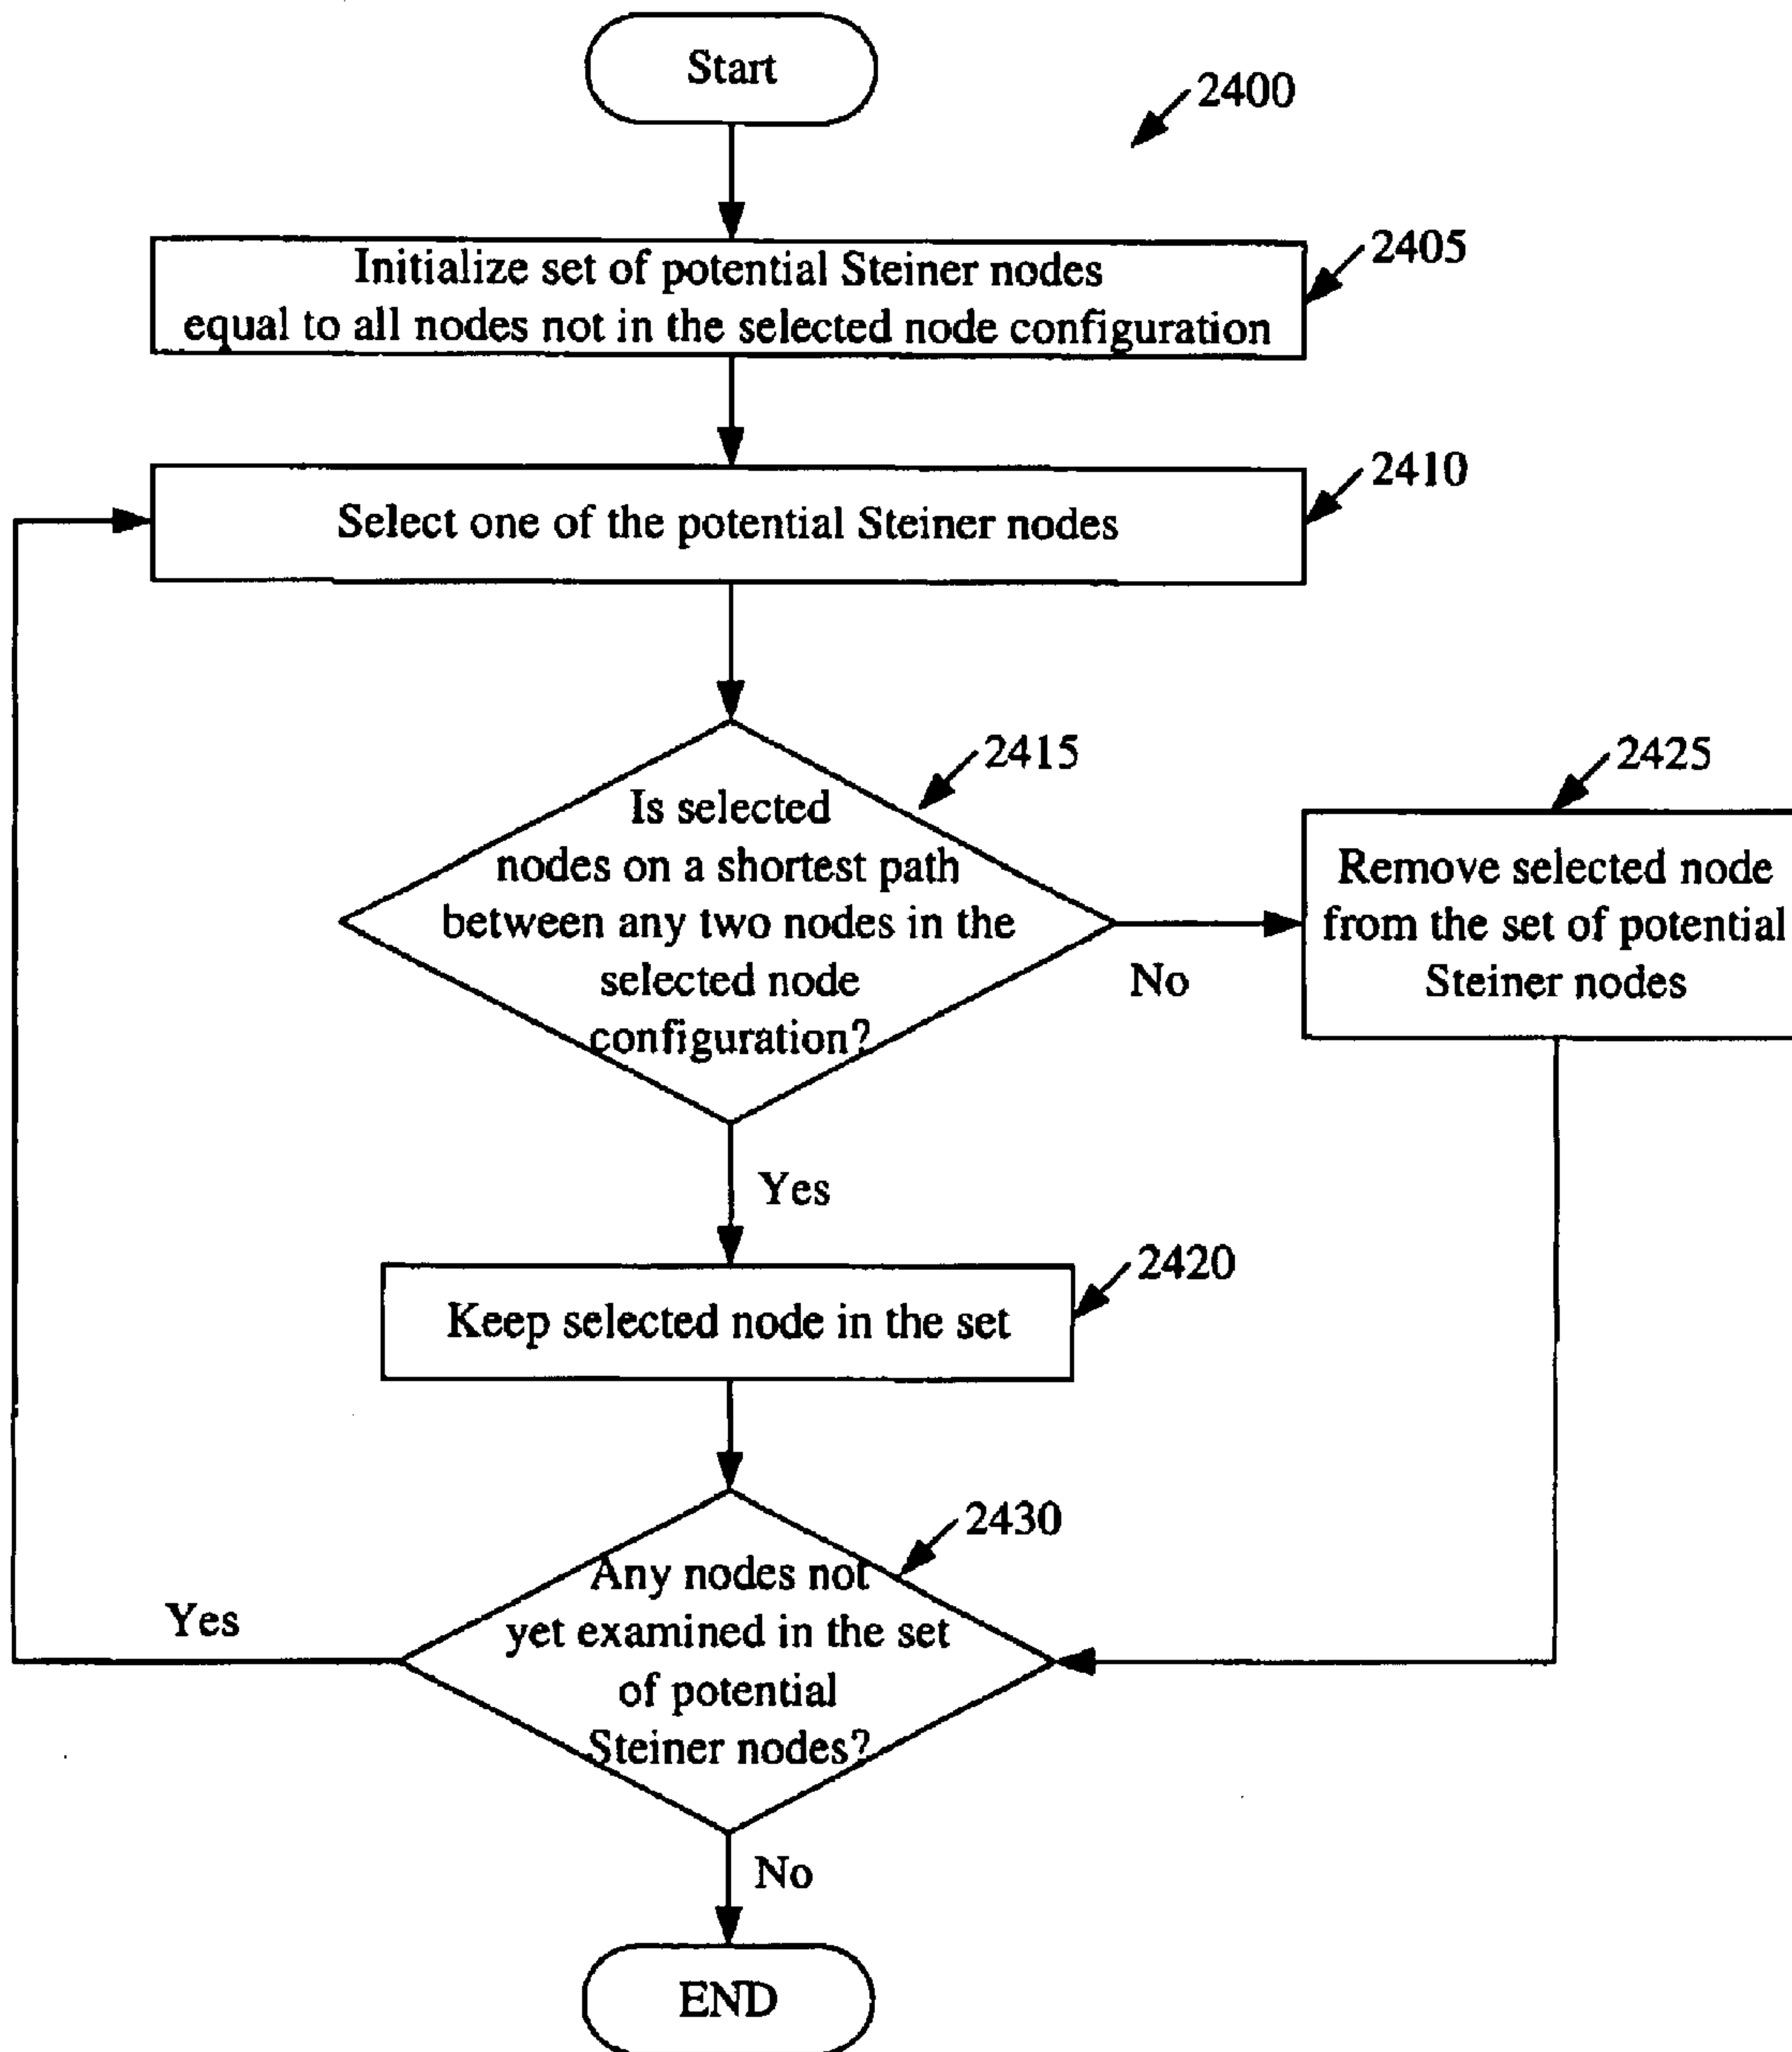 Start
2400
2405
Initialize set of potential Steiner nodes
equal to all nodes not in the selected node configuration
2410
Select one of the potential Steiner nodes
2415
Is selected
nodes on a shortest path
between any two nodes in the
selected node
configuration?
No
2425
Remove selected node
from the set of potential
Steiner nodes
Yes
2420
Keep selected node in the set
2430
Any nodes not
yet examined in the set
of potential
Steiner nodes?
Yes
No
END